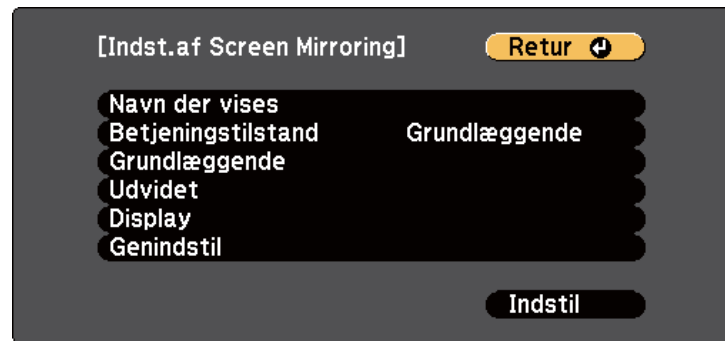 [Indst.af Screen Mirroring] Retur
Navn der vises
Betjeningstilstand Grundlæggende
Grundlæggende
Udvidet
Display
Genindstil
Indstil